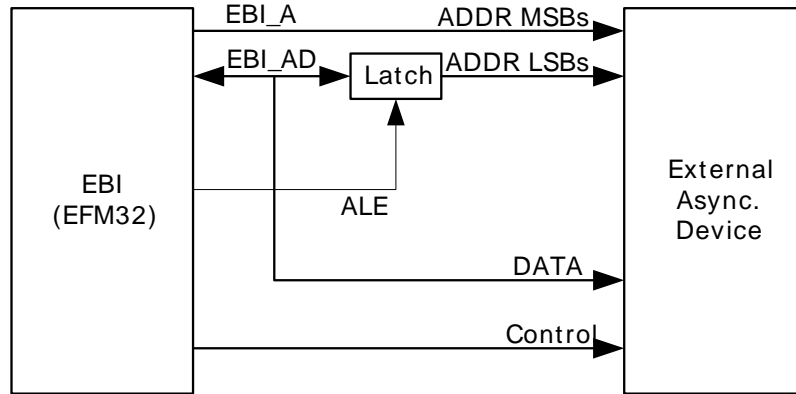 EBI_A
ADDR MSBs
EBI_AD
Latch
ADDR LSBs
EBI
(EFM32)
ALE
External
Async.
Device
DATA
Control